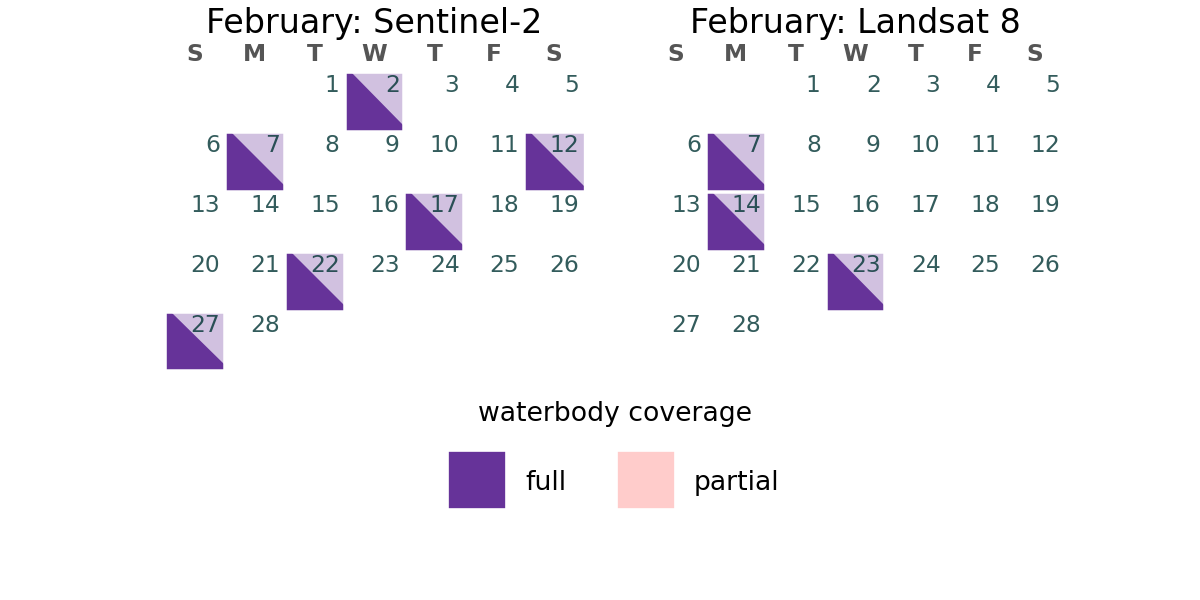 February: Sentinel-2
S M T W T F S
1 2 3 4 5
6 7 8 9 10 11 12
13 14 15 16 17 18 19
20 21 22 23 24 25 26
27 28
February: Landsat 8
S M T W T F S
1 2 3 4 5
6 7 8 9 10 11 12
13 14 15 16 17 18 19
20 21 22 23 24 25 26
27 28
waterbody coverage
full
partial